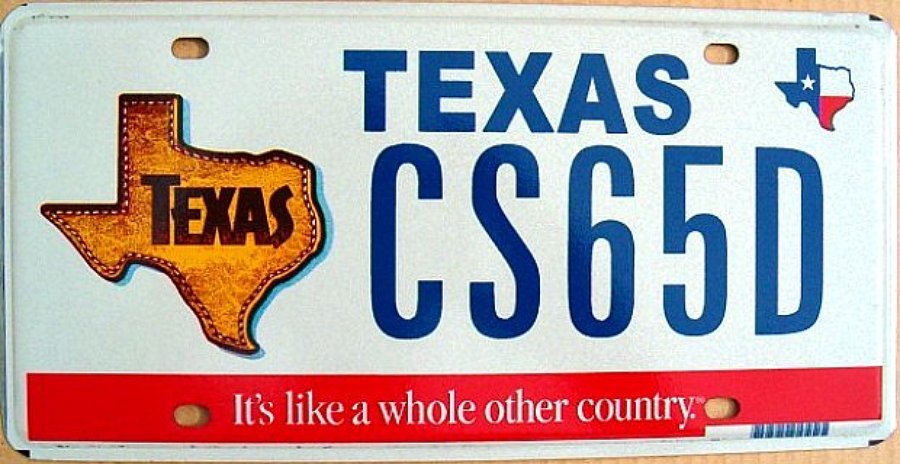 TEXAS
TEXAS
CS65D
It's like a whole other country.